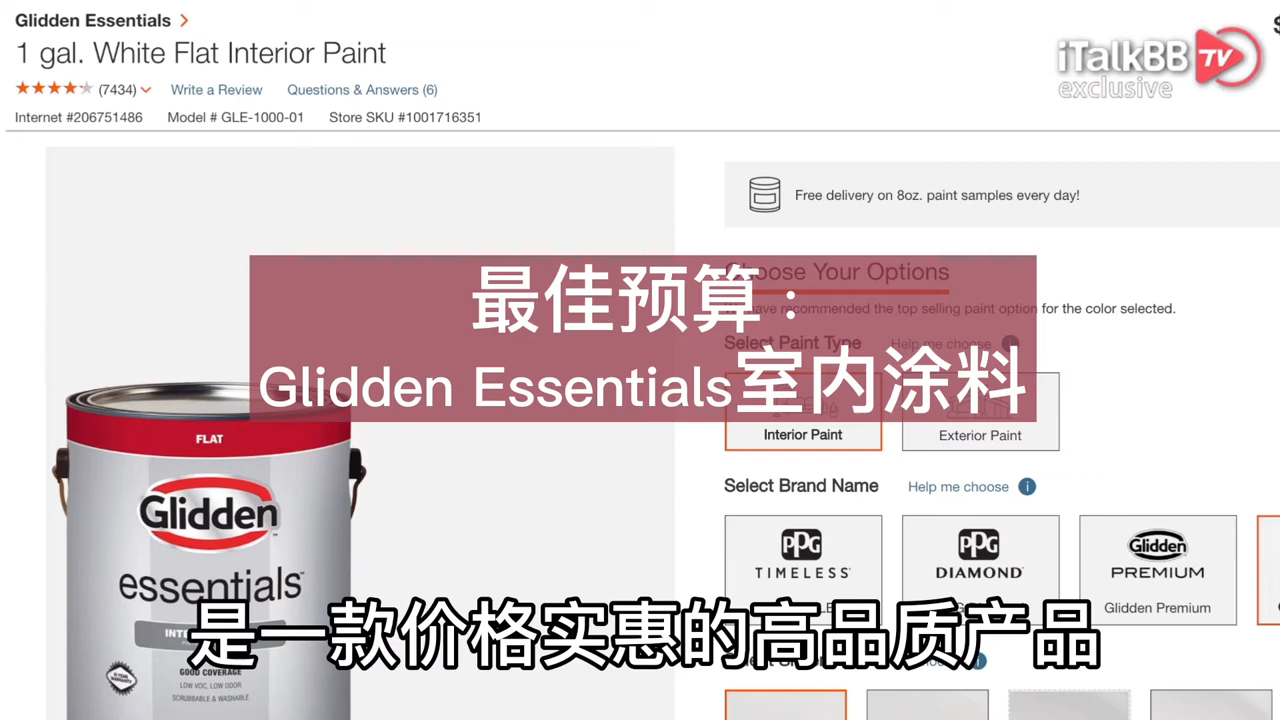 Glidden Essentials
1 gal. White Flat Interior Paint
(7434) Write a Review Questions & Answers (6)
Internet #206751486 Model # GLE-1000-01 Store SKU #1001716351
iTalkBB TV
exclusive
Free delivery on 8oz. paint samples every day!
最佳预算：
Glidden Essentials室内涂料
Choose Your Options
We have recommended the top selling paint option for the color selected.
Select Paint Type Help me choose
Interior Paint Exterior Paint
Select Brand Name Help me choose
PPG TIMELESS
PPG DIAMOND
Glidden PREMIUM
Glidden Premium
FLAT
Glidden
essentials
GOOD COVERAGE
LOW VOC, LOW ODOR
SCRUBBABLE & WASHABLE
是一款价格实惠的高品质产品